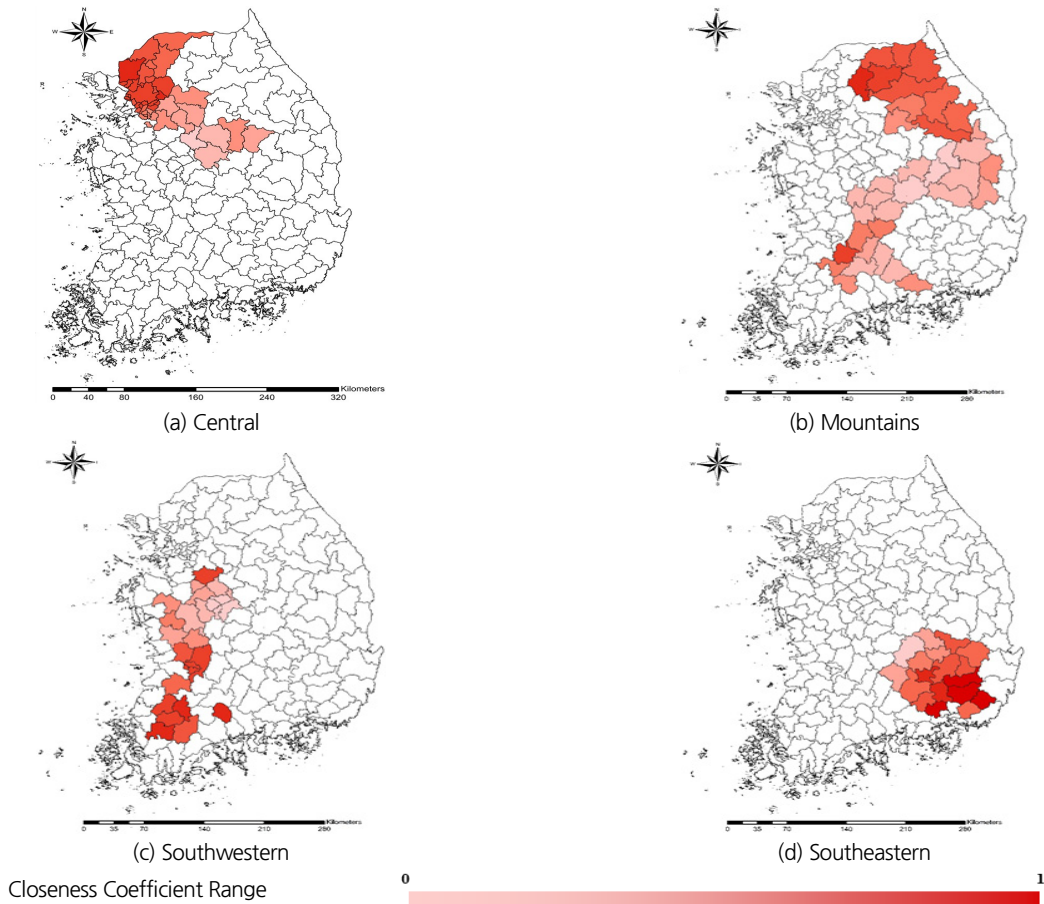 N
W E
S
Kilometers
0 40 80 160 240 320
(a) Central
N
W E
S
Kilometers
0 35 70 140 210 280
(b) Mountains
N
W
S
Kilometers
0 35 70 140 210 280
(c) Southwestern
N
W E
S
Kilometers
0 35 70 140 210 280
(d) Southeastern
Closeness Coefficient Range
0 1